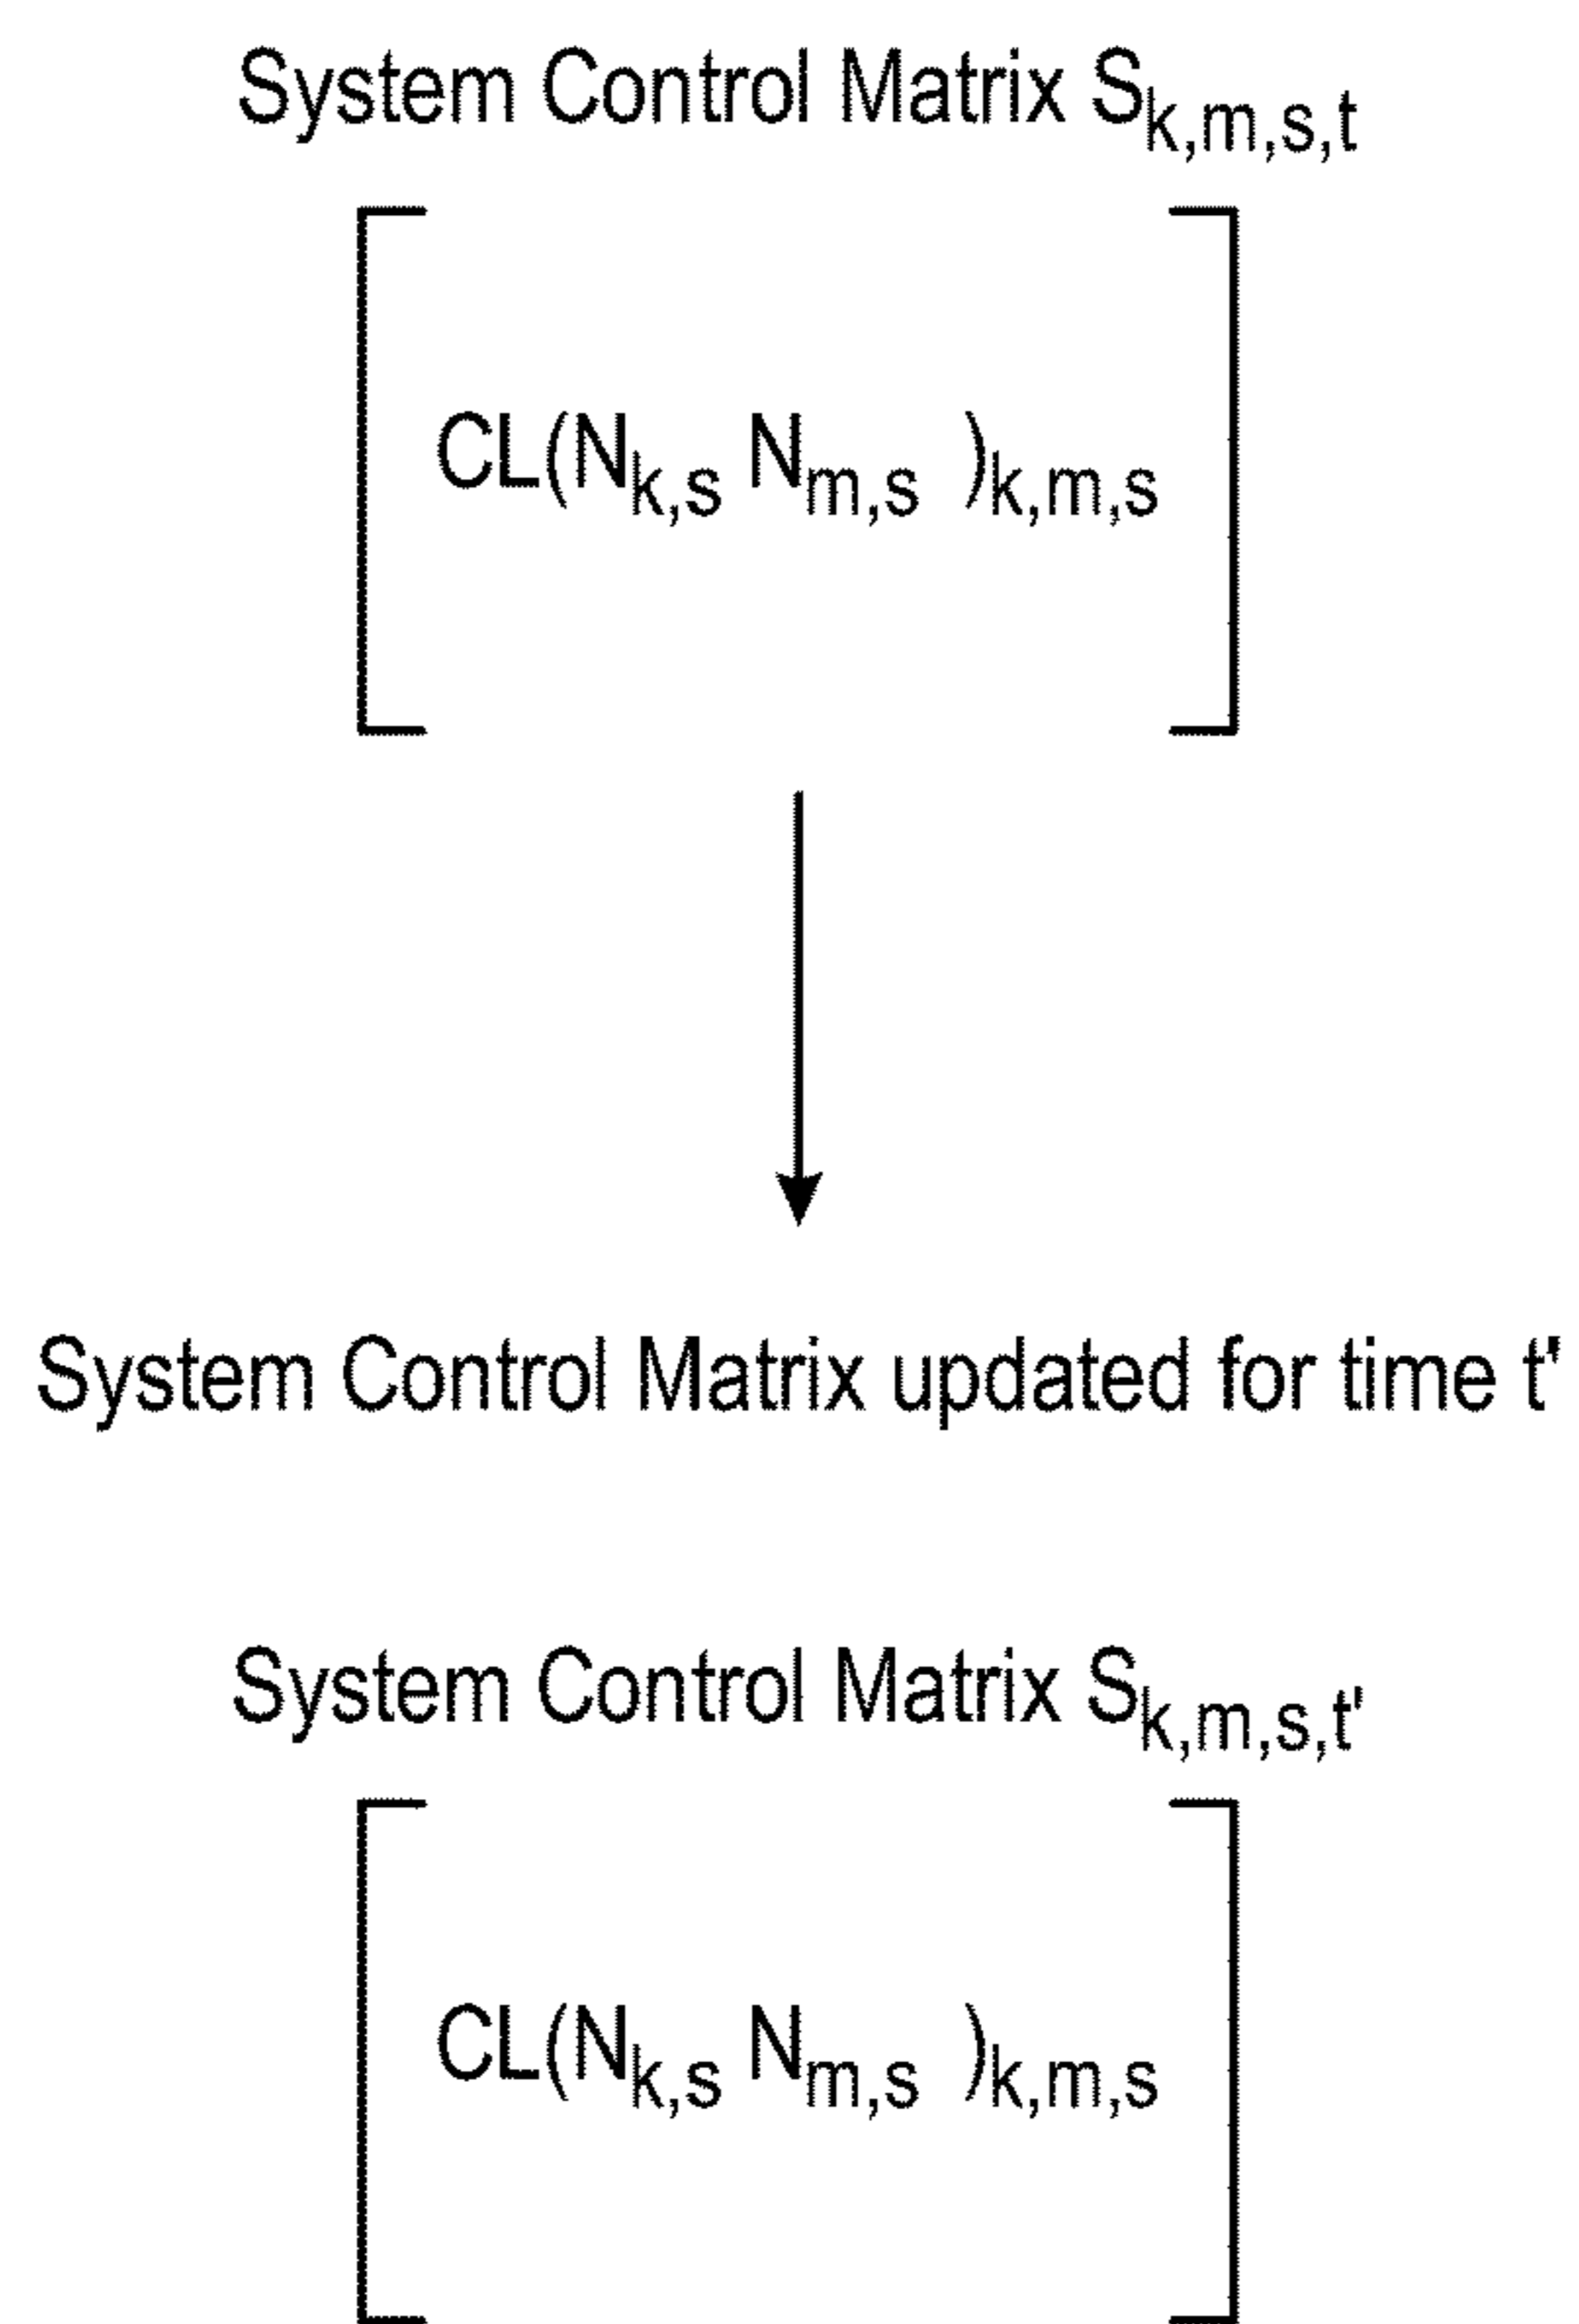 System Control Matrix Sk,m,s,t
CL(Nk,s Nm,s )k,m,s
System Control Matrix updated for time t'
System Control Matrix Sk,m,s,t'
CL(Nk,s Nm,s )k,m,s